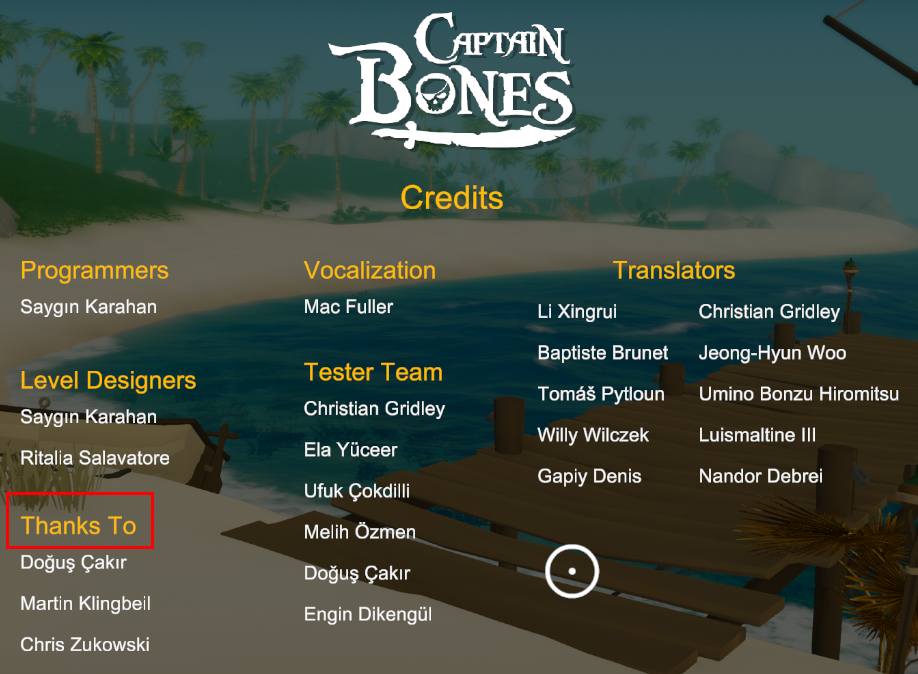 CAPTAIN
BONES
Credits
Programmers
Saygın Karahan
Level Designers
Saygın Karahan
Ritalia Salavatore
Thanks To
Doğuş Çakır
Martin Klingbeil
Chris Zukowski
Vocalization
Mac Fuller
Tester Team
Christian Gridley
Ela Yüceer
Ufuk Çokdilli
Melih Özmen
Doğuş Çakır
Engin Dikengül
Translators
Li Xingrui
Baptiste Brunet
Tomáš Pytloun
Willy Wilczek
Gapiy Denis
Christian Gridley
Jeong-Hyun Woo
Umino Bonzu Hiromitsu
Luismaltine III
Nandor Debrei